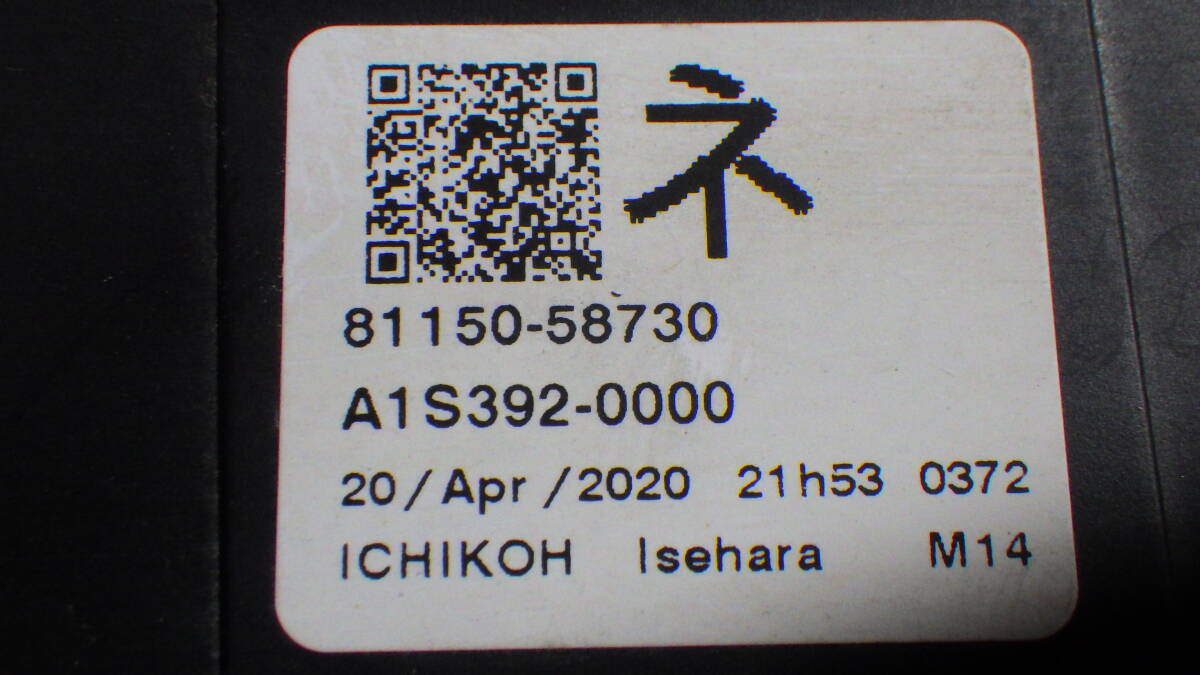 ネ
81150-58730
A1S392-0000
20/Apr/2020 21h53 0372
ICHIKOH Isehara M14